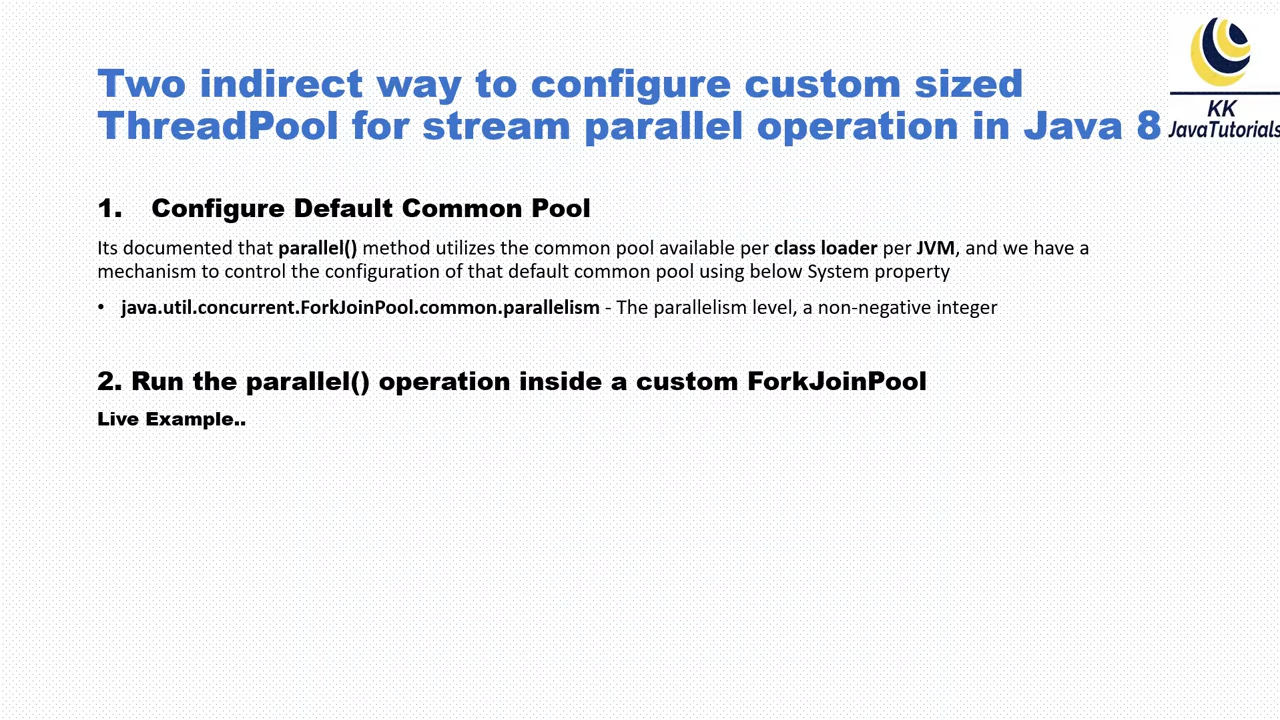 Two indirect way to configure custom sized
ThreadPool for stream parallel operation in Java 8
KK
JavaTutorials
1. Configure Default Common Pool
Its documented that parallel() method utilizes the common pool available per class loader per JVM, and we have a
mechanism to control the configuration of that default common pool using below System property
• java.util.concurrent.ForkJoinPool.common.parallelism - The parallelism level, a non-negative integer
2. Run the parallel() operation inside a custom ForkJoinPool
Live Example..